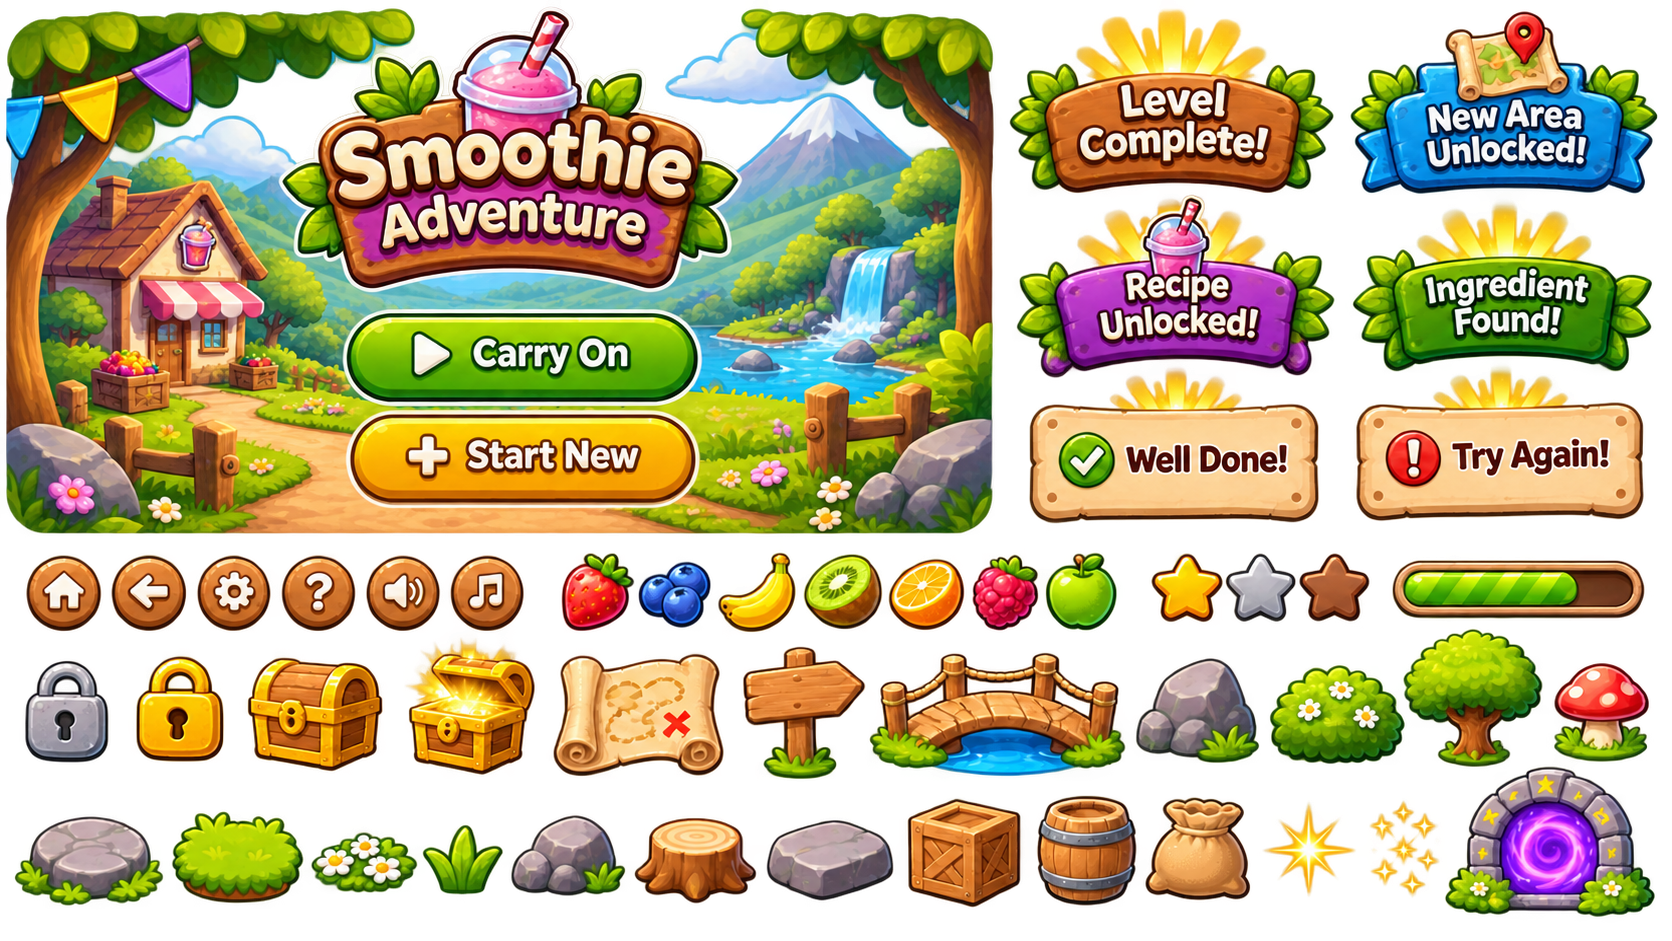 Smoothie
Adventure
Carry On
Start New
Level
Complete!
New Area
Unlocked!
Recipe
Unlocked!
Ingredient
Found!
Well Done!
Try Again!